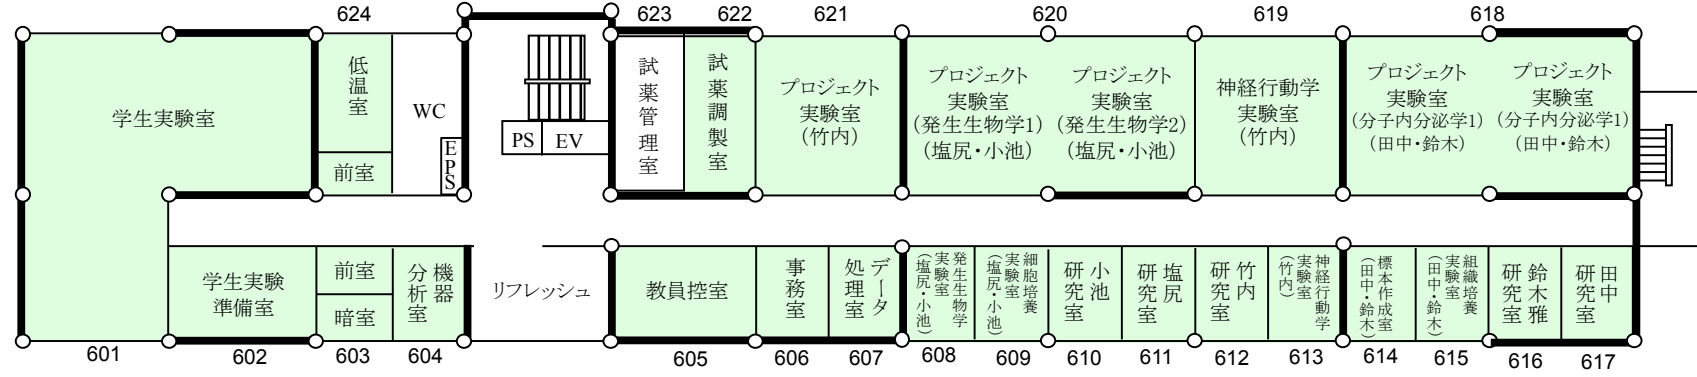 624
623
622
621
620
619
618
学生実験室
低温室
前室
WC
EPS
PS
EV
試薬管理室
試薬調製室
プロジェクト
実験室
(竹内)
プロジェクト
実験室
(発生生物学1)
(塩尻・小池)
プロジェクト
実験室
(発生生物学2)
(塩尻・小池)
神経行動学
実験室
(竹内)
プロジェクト
実験室
(分子内分泌学1)
(田中・鈴木)
プロジェクト
実験室
(分子内分泌学1)
(田中・鈴木)
学生実験
準備室
前室
暗室
機器
分析室
リフレッシュ
教員控室
事務室
データ
処理室
発生生物学
実験室
(塩尻・小池)
細胞培養
実験室
(塩尻・小池)
小池
研究室
塩尻
研究室
竹内
研究室
神経行動学
実験室
(竹内)
標本作成室
(田中・鈴木)
組織培養
実験室
(田中・鈴木)
鈴木雅
研究室
田中
研究室
601
602
603
604
605
606
607
608
609
610
611
612
613
614
615
616
617